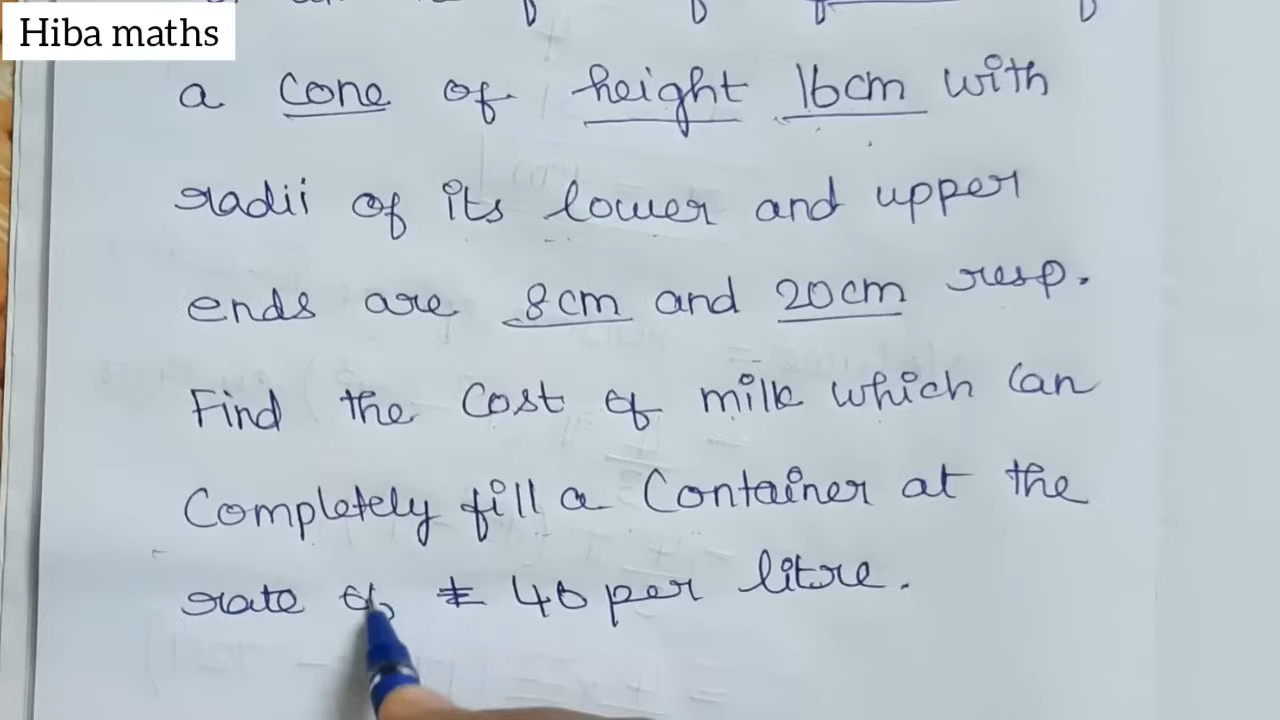 Hiba maths
a cone of height 16cm with
radii of its lower and upper
ends are 8cm and 20cm resp.
Find the cost of milk which can
completely fill a container at the
rate of ₹ 40 per litre.